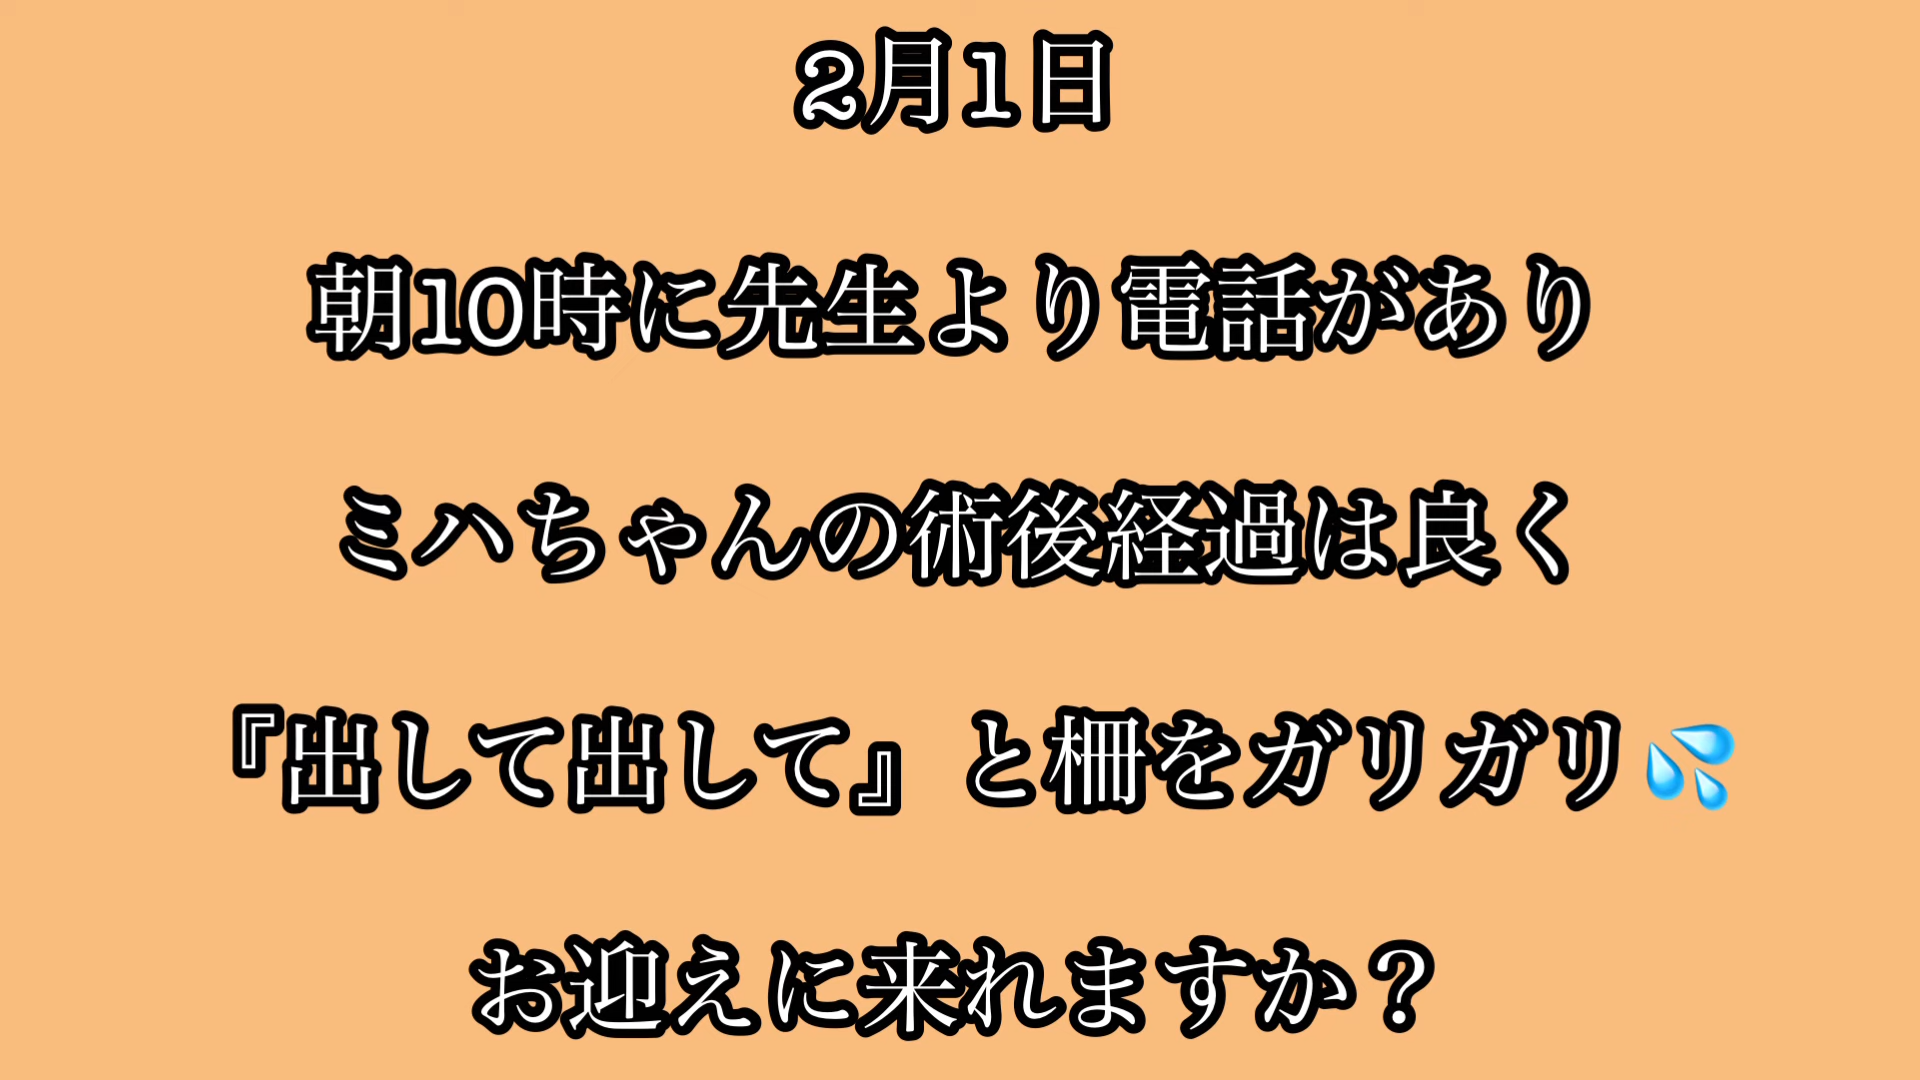 2月1日
朝10時に先生より電話があり
ミハちゃんの術後経過は良く
『出して出して』と柵をガリガリ💦
お迎えに来れますか？